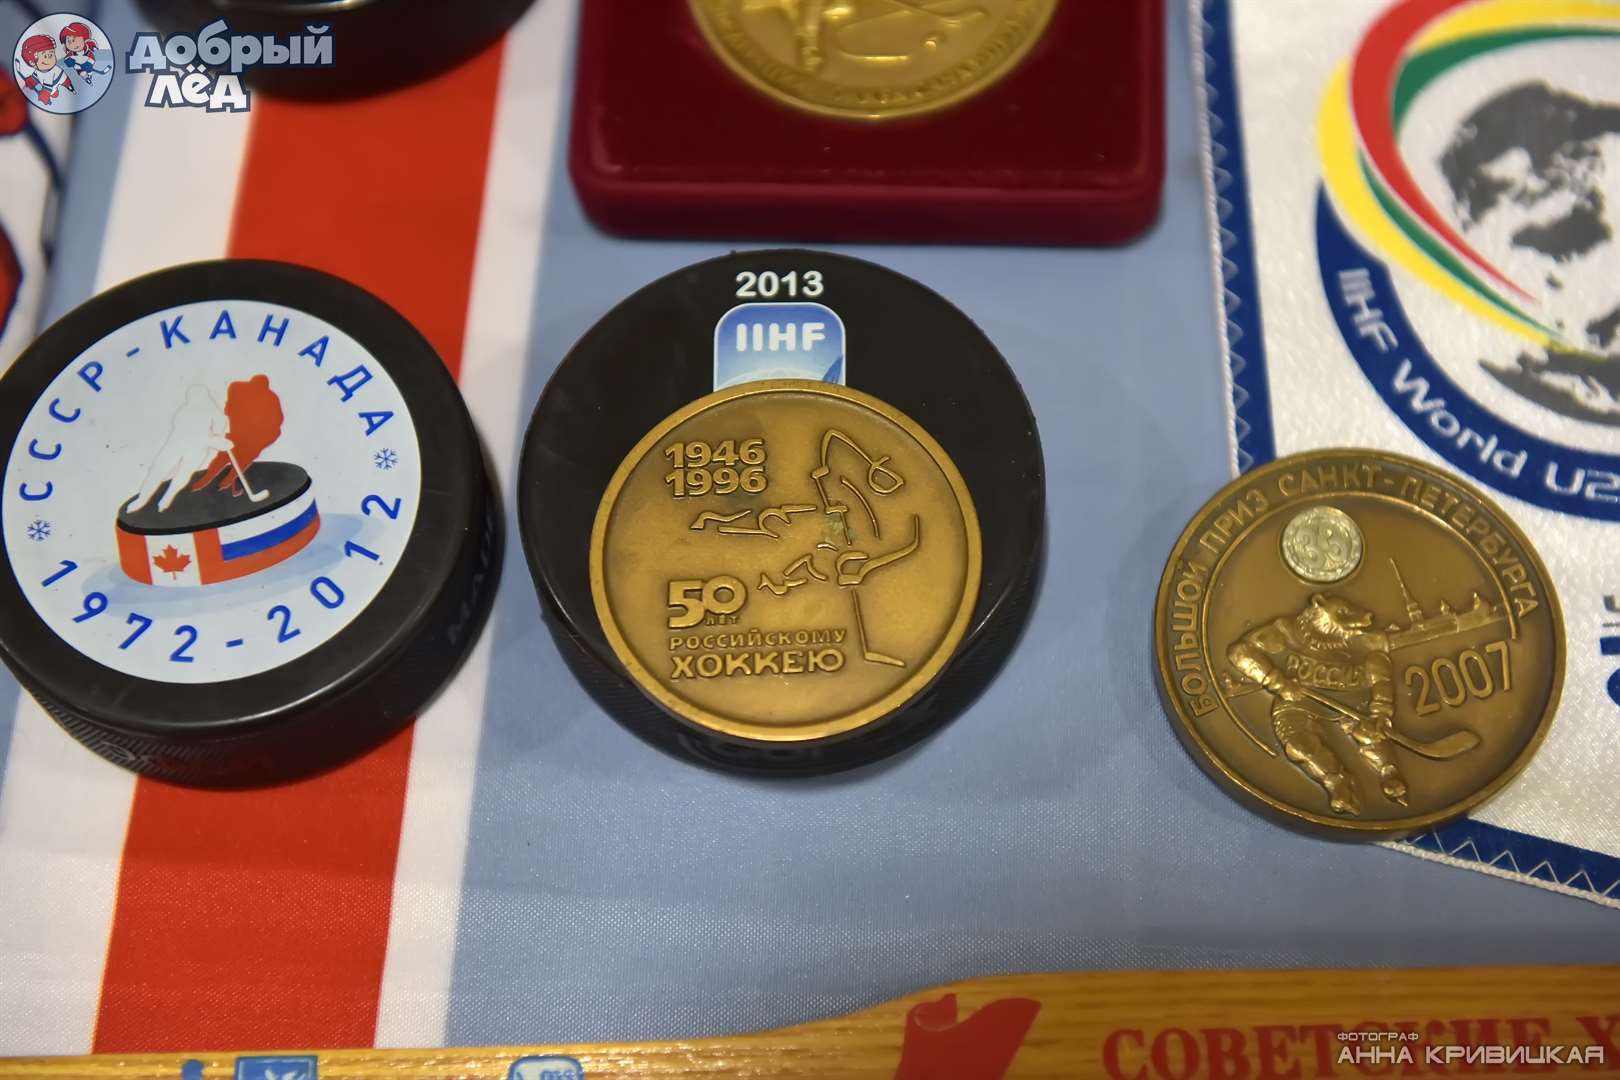 добрый
лёд
СССР-КАНАДА
1972-2012
2013
IIHF
1946
1996
50
ЛЕТ
РОССИЙСКОМУ
ХОККЕЮ
БОЛЬШОЙ ПРИЗ САНКТ-ПЕТЕРБУРГА
РОССИЯ
2007
IIHF World U2
СОВЕТСКИЕ Х
ФОТОГРАФ
АННА КРИВИЦКАЯ